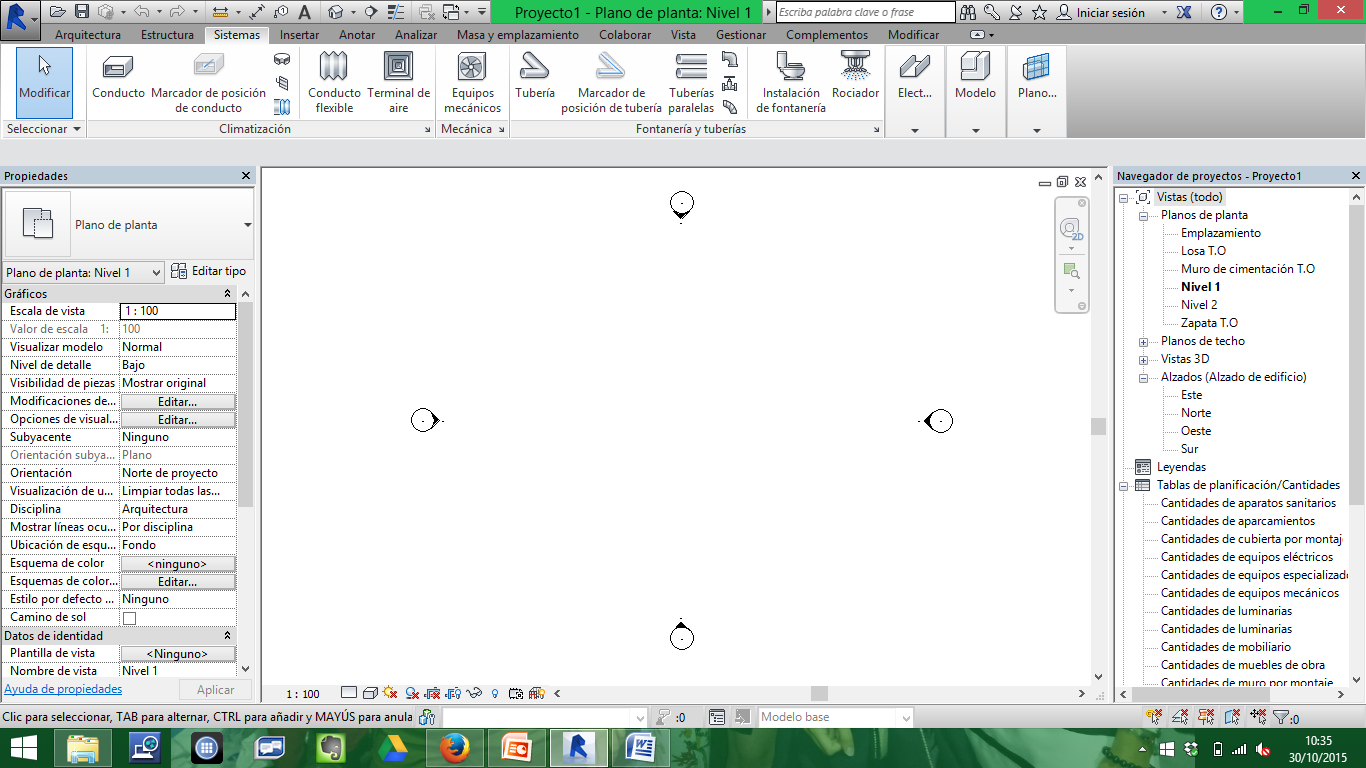 Proyecto1 - Plano de planta: Nivel 1
Escriba palabra clave o frase
Iniciar sesión
Arquitectura Estructura Sistemas Insertar Anotar Analizar Masa y emplazamiento Colaborar Vista Gestionar Complementos Modificar
Modificar
Conducto
Marcador de posición de conducto
Conducto flexible
Terminal de aire
Equipos mecánicos
Tubería
Marcador de posición de tubería
Tuberías paralelas
Instalación de fontanería
Rociador
Elect...
Modelo
Plano...
Seleccionar
Climatización
Mecánica
Fontanería y tuberías
Propiedades
Plano de planta
Plano de planta: Nivel 1
Editar tipo
Gráficos
Escala de vista 1 : 100
Valor de escala 1: 100
Visualizar modelo Normal
Nivel de detalle Bajo
Visibilidad de piezas Mostrar original
Modificaciones de... Editar...
Opciones de visual... Editar...
Subyacente Ninguno
Orientación subya... Plano
Orientación Norte de proyecto
Visualización de u... Limpiar todas las...
Disciplina Arquitectura
Mostrar líneas ocu... Por disciplina
Ubicación de esqu... Fondo
Esquema de color <ninguno>
Esquemas de color... Editar...
Estilo por defecto ... Ninguno
Camino de sol
Datos de identidad
Plantilla de vista <Ninguno>
Nombre de vista Nivel 1
Ayuda de propiedades
Aplicar
2D
1 : 100
Navegador de proyectos - Proyecto1
Vistas (todo)
Planos de planta
Emplazamiento
Losa T.O
Muro de cimentación T.O
Nivel 1
Nivel 2
Zapata T.O
Planos de techo
Vistas 3D
Alzados (Alzado de edificio)
Este
Norte
Oeste
Sur
Leyendas
Tablas de planificación/Cantidades
Cantidades de aparatos sanitarios
Cantidades de aparcamientos
Cantidades de cubierta por montaje
Cantidades de equipos eléctricos
Cantidades de equipos especializado
Cantidades de equipos mecánicos
Cantidades de luminarias
Cantidades de luminarias
Cantidades de mobiliario
Cantidades de muebles de obra
Cantidades de muro por montaje
Clic para seleccionar, TAB para alternar, CTRL para añadir y MAYÚS para anula
:0
Modelo base
:0
10:35
30/10/2015